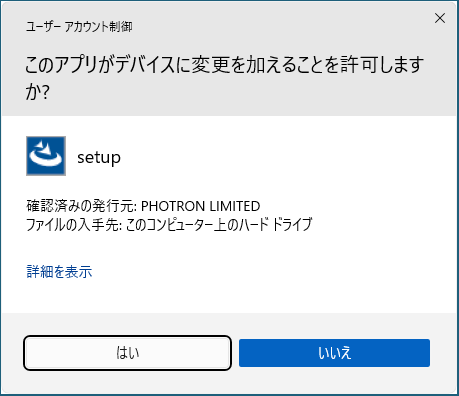 ユーザー アカウント制御
このアプリがデバイスに変更を加えることを許可します
か?
setup
確認済みの発行元: PHOTRON LIMITED
ファイルの入手先: このコンピューター上のハード ドライブ
詳細を表示
はい
いいえ